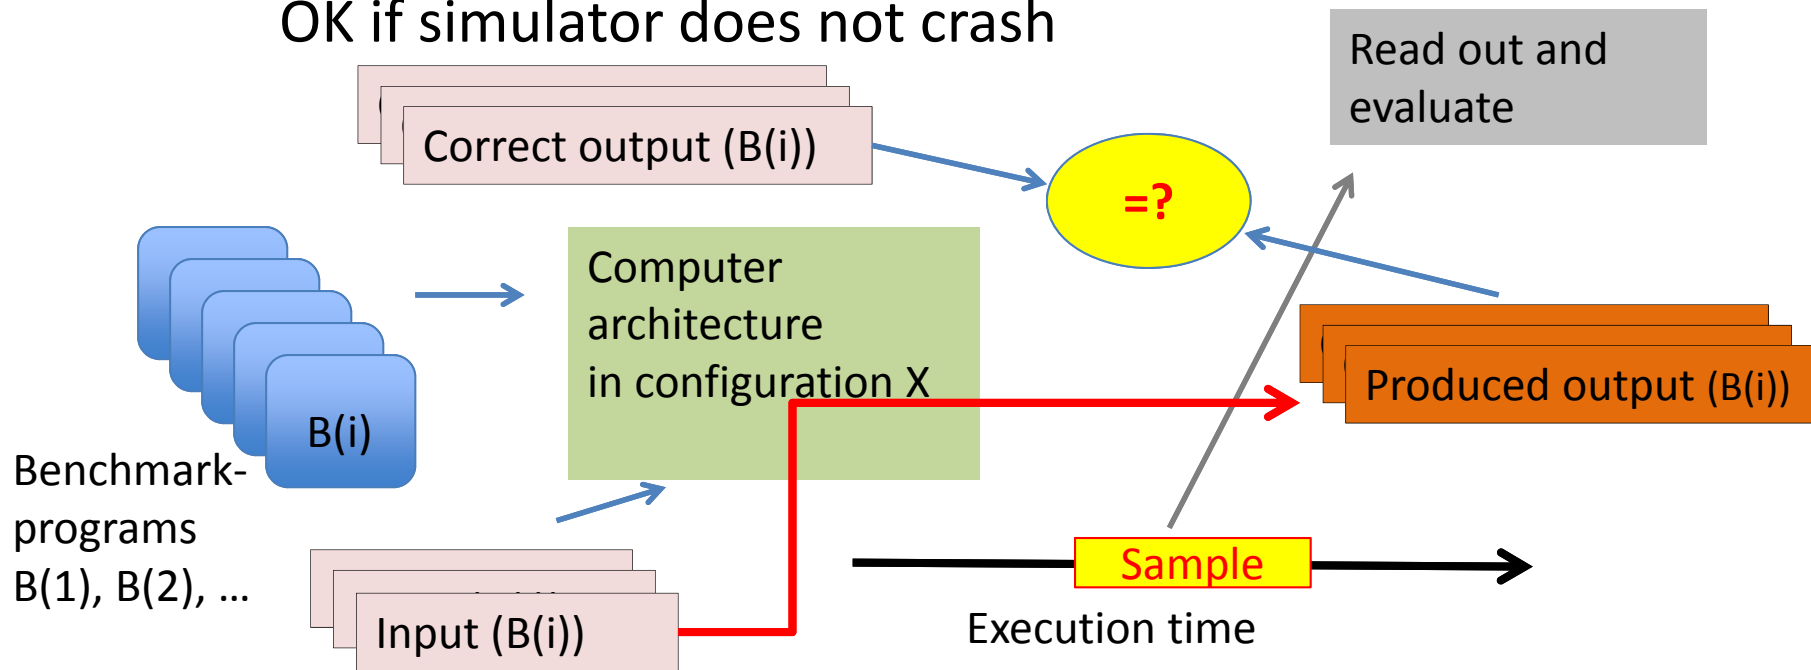 OK if simulator does not crash
Read out and
evaluate
Correct output (B(i))
=?
Computer
architecture
in configuration X
Produced output (B(i))
B(i)
Benchmark-
programs
B(1), B(2), ...
Sample
Input (B(i))
Execution time